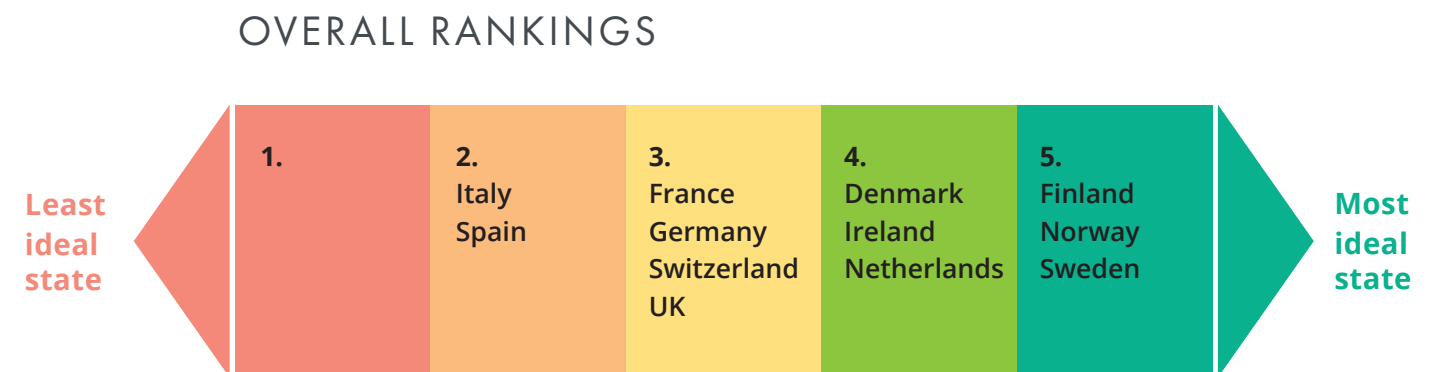 OVERALL RANKINGS
Least
ideal
state
1.
2.
Italy
Spain
3.
France
Germany
Switzerland
UK
4.
Denmark
Ireland
Netherlands
5.
Finland
Norway
Sweden
Most
ideal
state